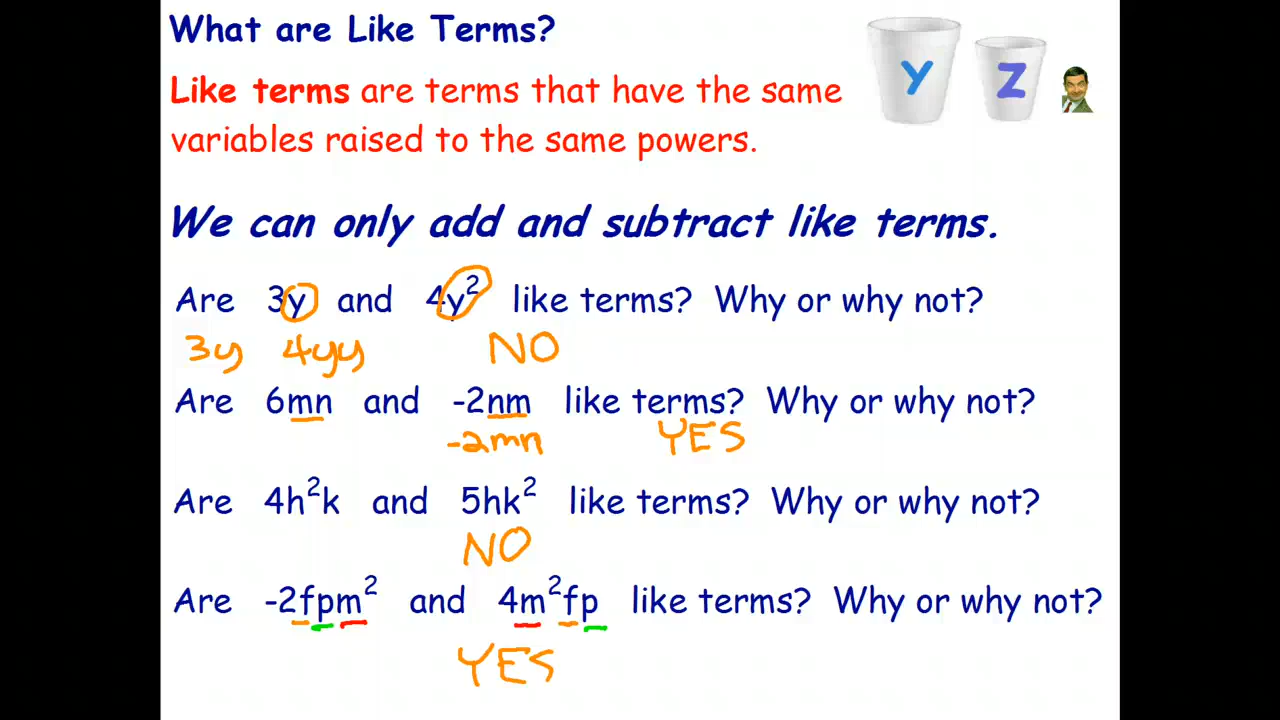 What are Like Terms?
Y Z
Like terms are terms that have the same
variables raised to the same powers.
We can only add and subtract like terms.
Are 3y and 4y² like terms? Why or why not?
3y 4yy NO
Are 6mn and -2nm like terms? Why or why not?
-2mn YES
Are 4h²k and 5hk² like terms? Why or why not?
NO
Are -2fpm² and 4m²fp like terms? Why or why not?
YES